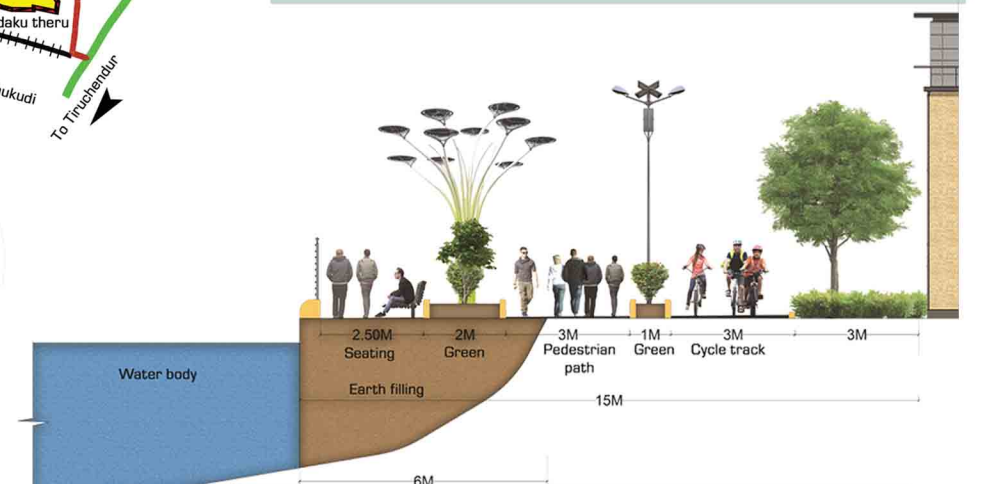 daku theru
ukudi
To Tiruchendur
2.50M
Seating
2M
Green
3M
Pedestrian
path
1M
Green
3M
Cycle track
3M
Water body
Earth filling
15M
6M